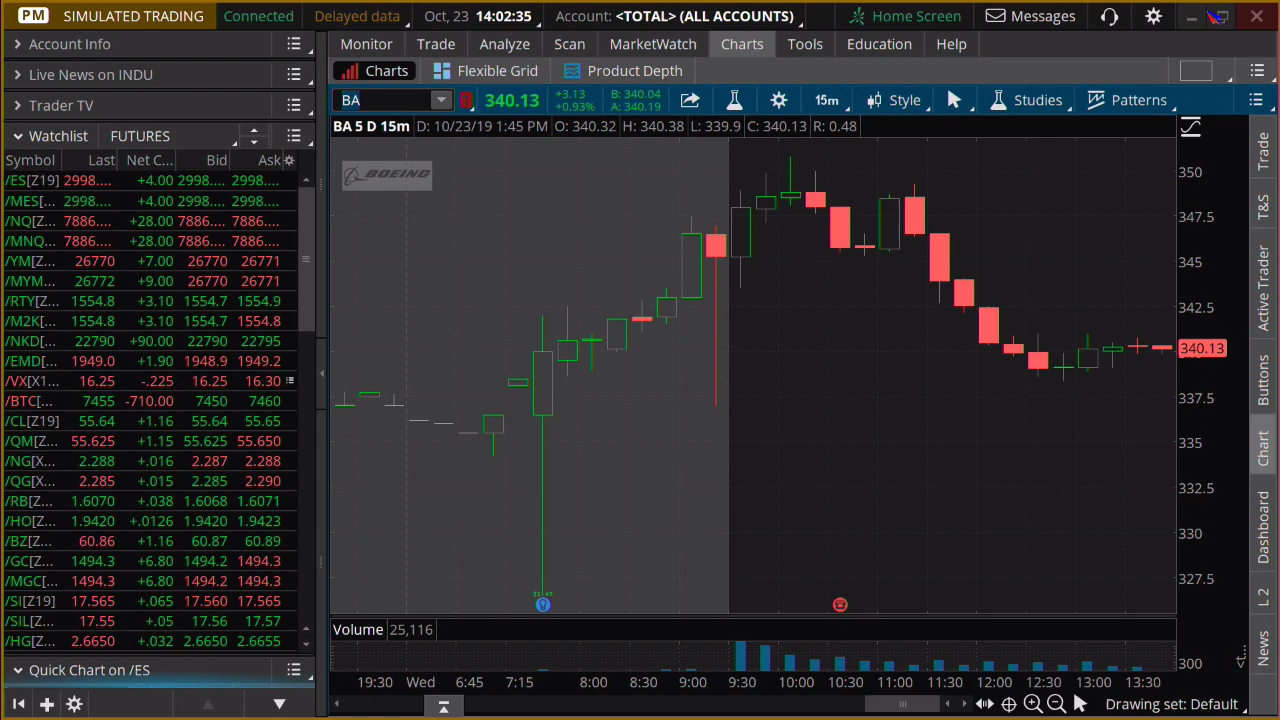 PM SIMULATED TRADING Connected Delayed data Oct, 23 14:02:35 Account: <TOTAL> (ALL ACCOUNTS) Home Screen Messages
Account Info
Live News on INDU
Trader TV
Watchlist FUTURES
Symbol Last Net C... Bid Ask
/ES[Z19] 2998.... +4.00 2998.... 2998....
/MES[... 2998.... +4.00 2998.... 2998....
/NQ[Z... 7886.... +28.00 7886.... 7886....
/MNQ... 7886.... +28.00 7886.... 7886....
/YM[Z... 26770 +7.00 26770 26771
/MYM... 26772 +9.00 26770 26771
/RTY[Z... 1554.8 +3.10 1554.7 1554.9
/M2K[... 1554.8 +3.10 1554.7 1554.8
/NKD[... 22790 +90.00 22790 22795
/EMD[... 1949.0 +1.90 1948.9 1949.2
/VX[X1... 16.25 -.225 16.25 16.30
/BTC[... 7455 -710.00 7450 7460
/CL[Z19] 55.64 +1.16 55.64 55.65
/QM[Z... 55.625 +1.15 55.625 55.650
/NG[X... 2.288 +.016 2.287 2.288
/QG[X... 2.285 +.015 2.285 2.290
/RB[Z... 1.6070 +.038 1.6068 1.6071
/HO[Z... 1.9420 +.0126 1.9420 1.9423
/BZ[Z... 60.86 +1.16 60.87 60.89
/GC[Z... 1494.3 +6.80 1494.2 1494.3
/MGC[... 1494.3 +6.80 1494.2 1494.3
/SI[Z19] 17.565 +.065 17.560 17.565
/SIL[Z... 17.55 +.05 17.56 17.57
/HG[Z... 2.6650 +.032 2.6650 2.6655
Quick Chart on /ES
Monitor Trade Analyze Scan MarketWatch Charts Tools Education Help
Charts Flexible Grid Product Depth
BA 340.13 +3.13 +0.93% B: 340.04 A: 340.19 15m Style Studies Patterns
BA 5 D 15m D: 10/23/19 1:45 PM O: 340.32 H: 340.38 L: 339.9 C: 340.13 R: 0.48
BOEING
350
347.5
345
342.5
340.13
337.5
335
332.5
330
327.5
Volume 25,116
300
19:30 Wed 6:45 7:15 8:00 8:30 9:00 9:30 10:00 10:30 11:00 11:30 12:00 12:30 13:00 13:30
Drawing set: Default
Trade
T&S
Active Trader
Buttons
Chart
Dashboard
L 2
News